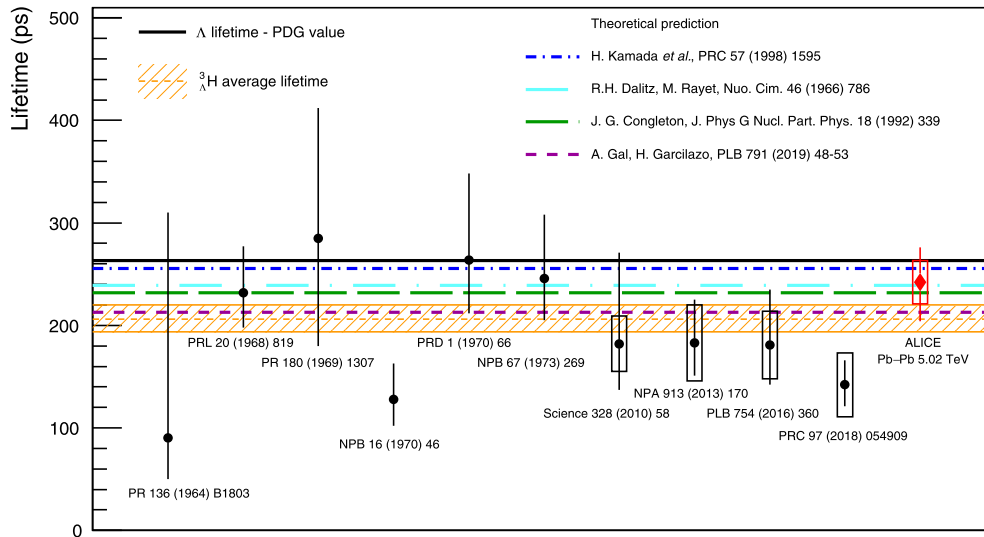 Lifetime (ps)
500
400
300
200
100
0
Λ lifetime - PDG value
³ΛH average lifetime
Theoretical prediction
H. Kamada et al., PRC 57 (1998) 1595
R.H. Dalitz, M. Rayet, Nuo. Cim. 46 (1966) 786
J. G. Congleton, J. Phys G Nucl. Part. Phys. 18 (1992) 339
A. Gal, H. Garcilazo, PLB 791 (2019) 48-53
PRL 20 (1968) 819
PRD 1 (1970) 66
ALICE
Pb–Pb 5.02 TeV
PR 180 (1969) 1307
NPB 67 (1973) 269
NPA 913 (2013) 170
Science 328 (2010) 58
PLB 754 (2016) 360
PRC 97 (2018) 054909
NPB 16 (1970) 46
PR 136 (1964) B1803